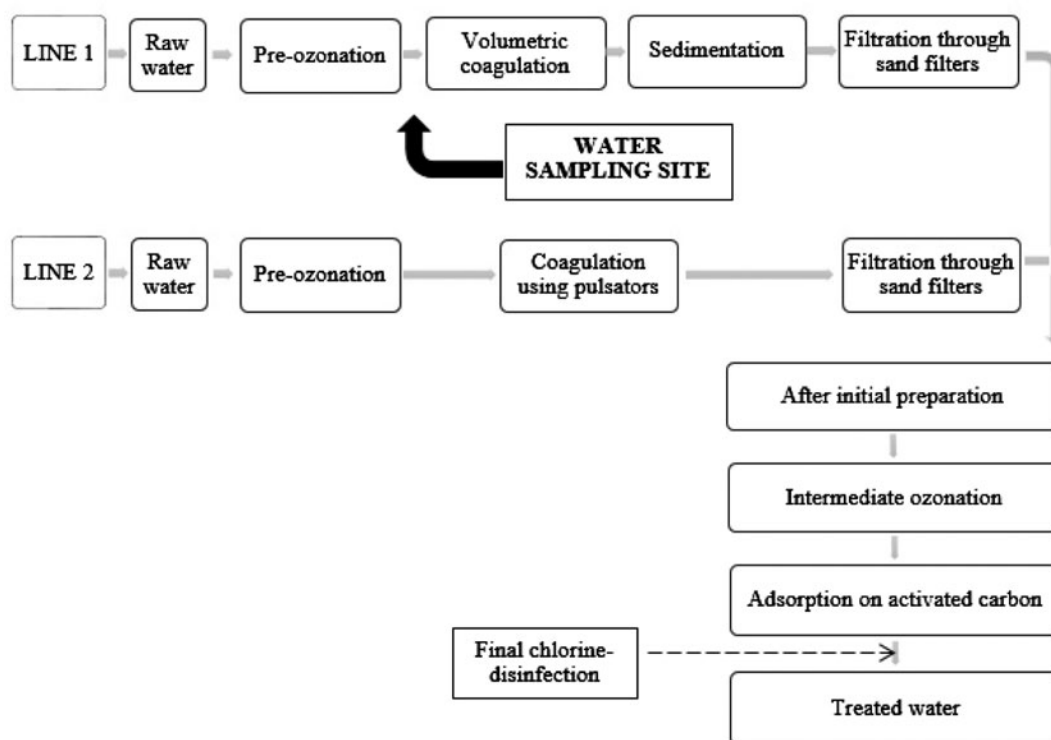 LINE 1
Raw
water
Pre-ozonation
Volumetric
coagulation
Sedimentation
Filtration through
sand filters
WATER
SAMPLING SITE
LINE 2
Raw
water
Pre-ozonation
Coagulation
using pulsators
Filtration through
sand filters
After initial preparation
Intermediate ozonation
Adsorption on activated carbon
Final chlorine-
disinfection
Treated water